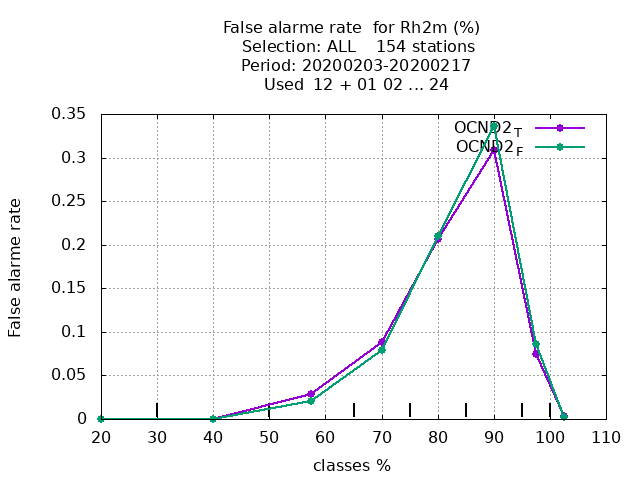 False alarme rate  for Rh2m (%)
Selection: ALL    154 stations
Period: 20200203-20200217
Used  12 + 01 02 ... 24
OCND2T
OCND2F
0.35
0.3
0.25
0.2
0.15
0.1
0.05
0
False alarme rate
20 30 40 50 60 70 80 90 100 110
classes %